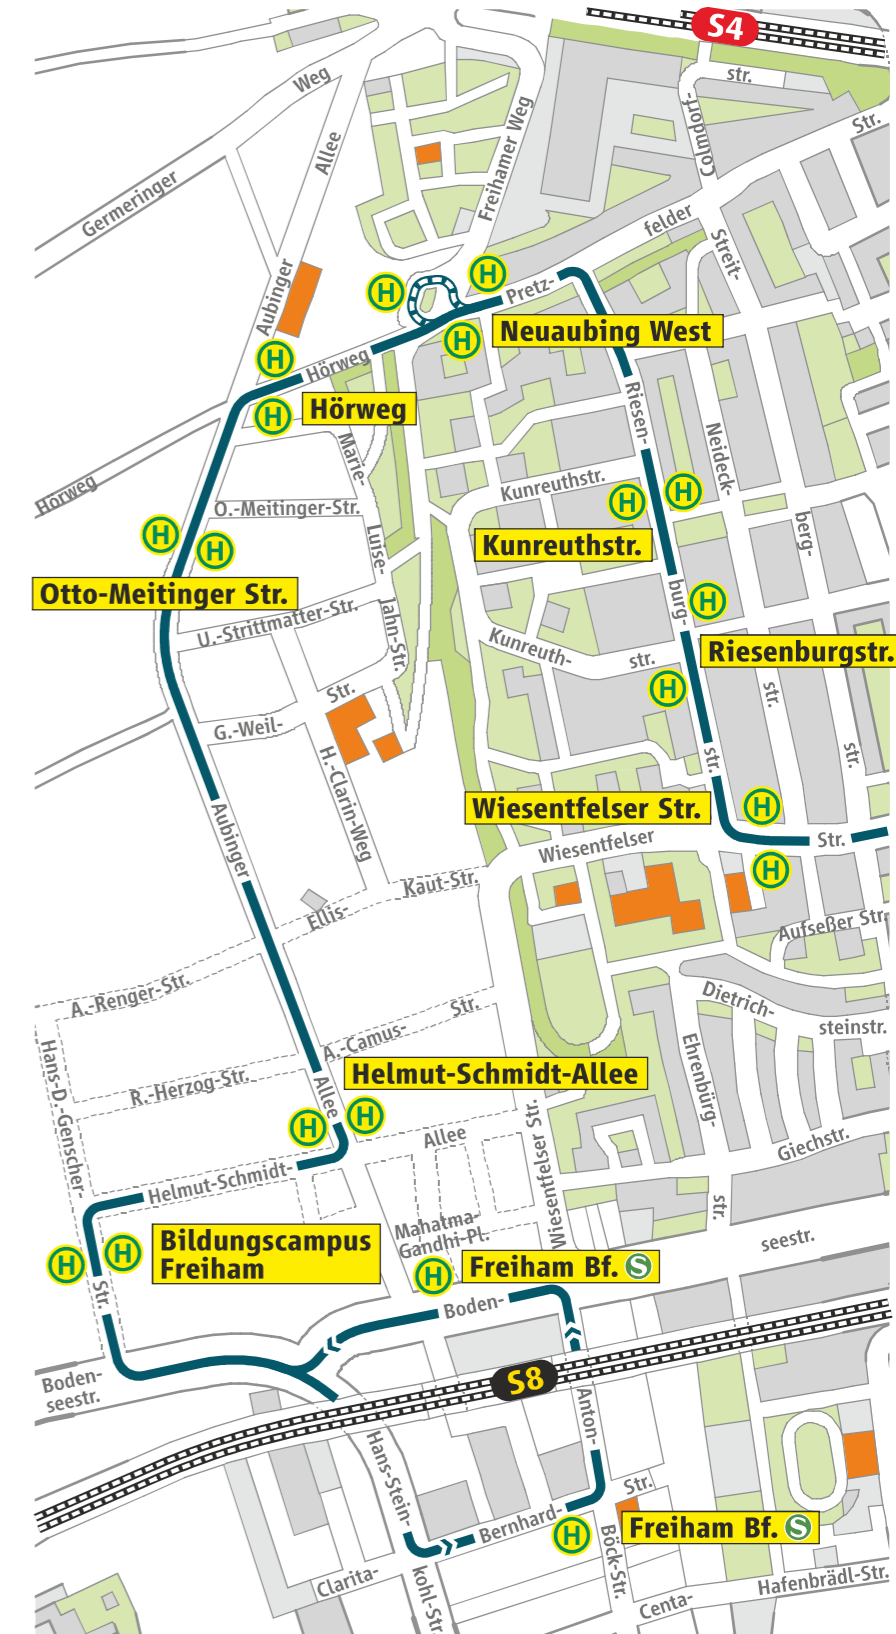 S4
str.
Weg
Str.
Colmdorf-
Allee
Freihamer Weg
Germeringer
felder
Streit-
Aubinger
H
H
Pretz-
Neuaubing West
H
H
Hörweg
Hörweg
H
Riesen-
Neideck-
Marie-
Hörweg
Kunreuthstr.
H
H
O.-Meitinger-Str.
berg-
Luise-
H
H
Kunreuthstr.
Otto-Meitinger Str.
burg-
H
U.-Strittmatter-Str.
Jahn-Str.
Kunreuth-
str.
Riesenburgstr.
H
str.
Str.
G.-Weil-
str.
str.
H.-Clarin-Weg
Wiesentfelser Str.
H
Aubinger
Wiesentfelser
Str.
H
Kaut-Str.
Ellis-
Aufseßer Str.
A.-Renger-Str.
Dietrich-
Str.
steinstr.
A.-Camus-
Hans-D.-Genscher-
R.-Herzog-Str.
Helmut-Schmidt-Allee
Ehrenbürg-
Allee
H
H
Allee
Wiesentfelser Str.
Giechstr.
Helmut-Schmidt-
str.
Mahatma-
Gandhi-Pl.
seestr.
Bildungscampus
Freiham
H
H
Freiham Bf. S
H
Str.
Boden-
Boden-
seestr.
S8
Anton-
Hans-Stein-
Str.
Bernhard-
H
Freiham Bf. S
Böck-Str.
Clarita-
kohl-Str.
Hafenbrädl-Str.
Centa-